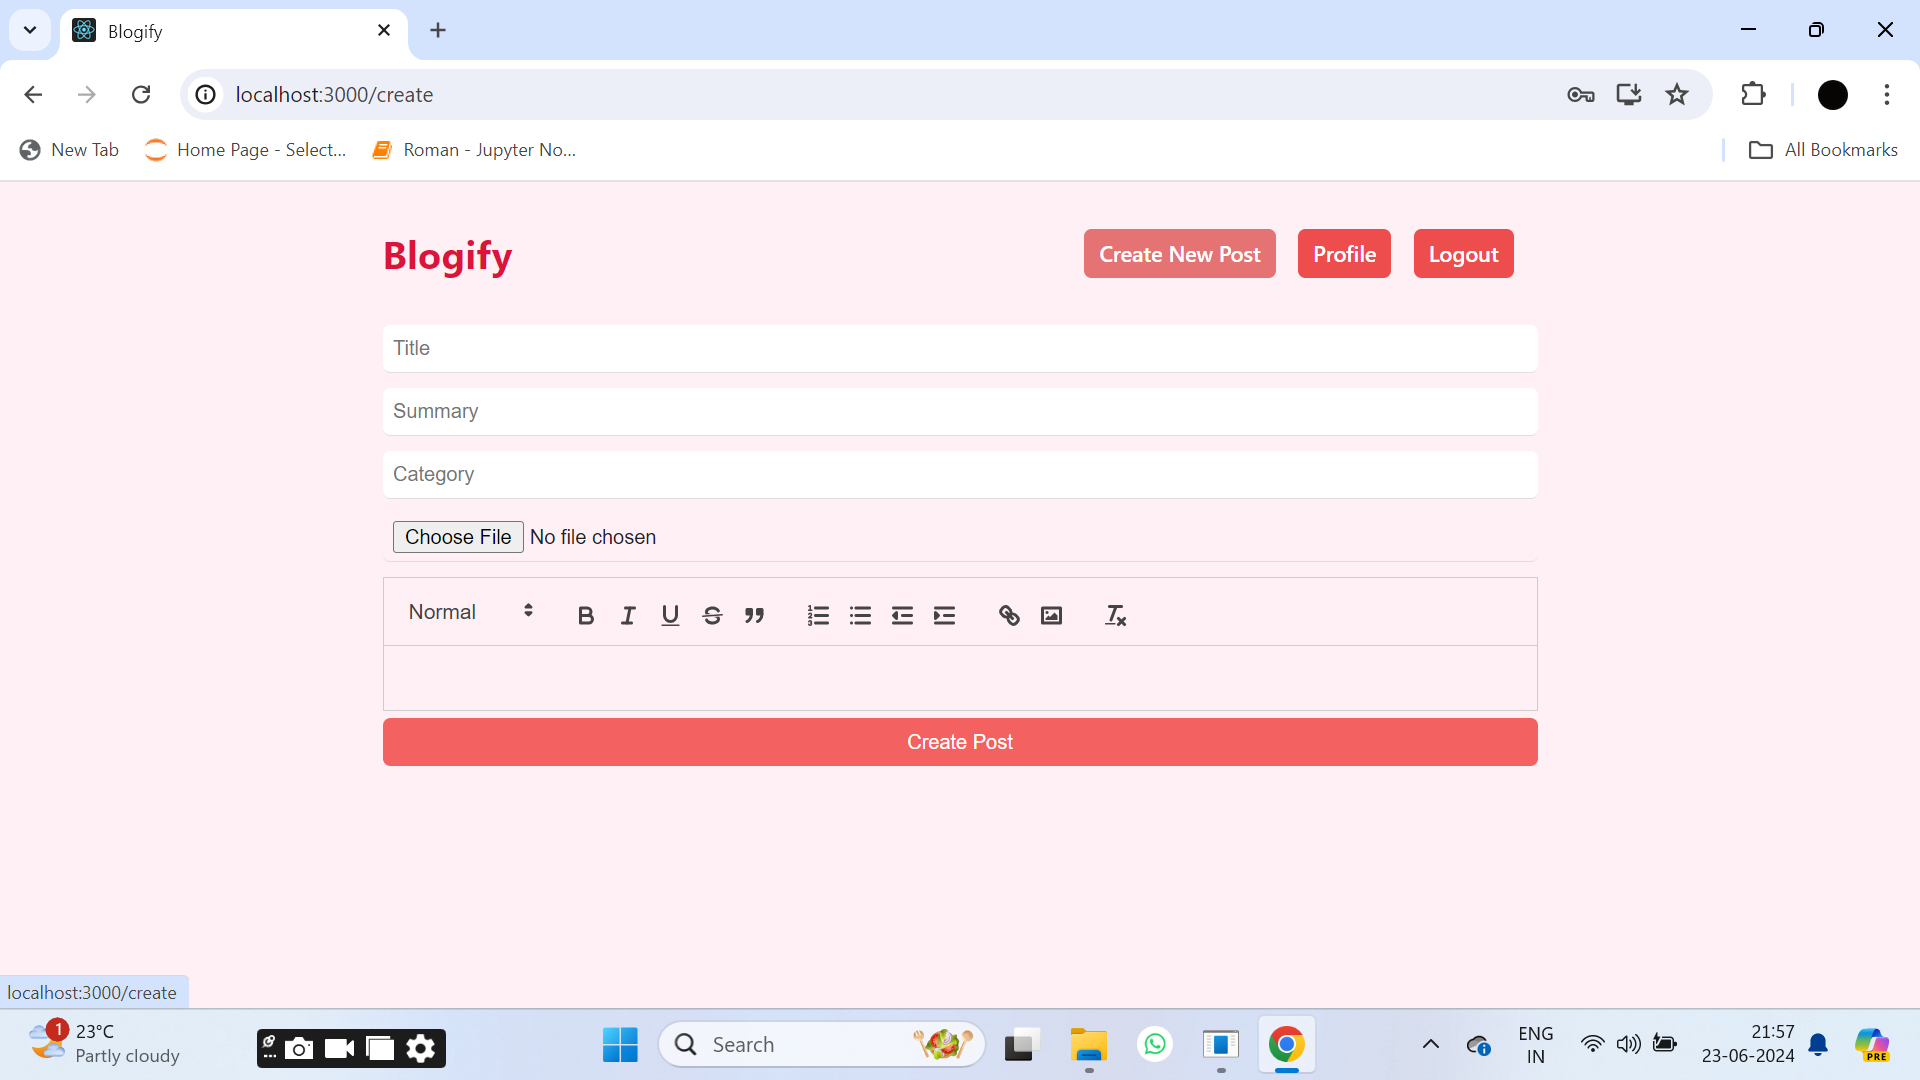 Blogify
localhost:3000/create
New Tab
Home Page - Select...
Roman - Jupyter No...
All Bookmarks
Blogify
Create New Post
Profile
Logout
Title
Summary
Category
Choose File No file chosen
Normal
Create Post
localhost:3000/create
1
23°C
Partly cloudy
Search
ENG
IN
21:57
23-06-2024
PRE